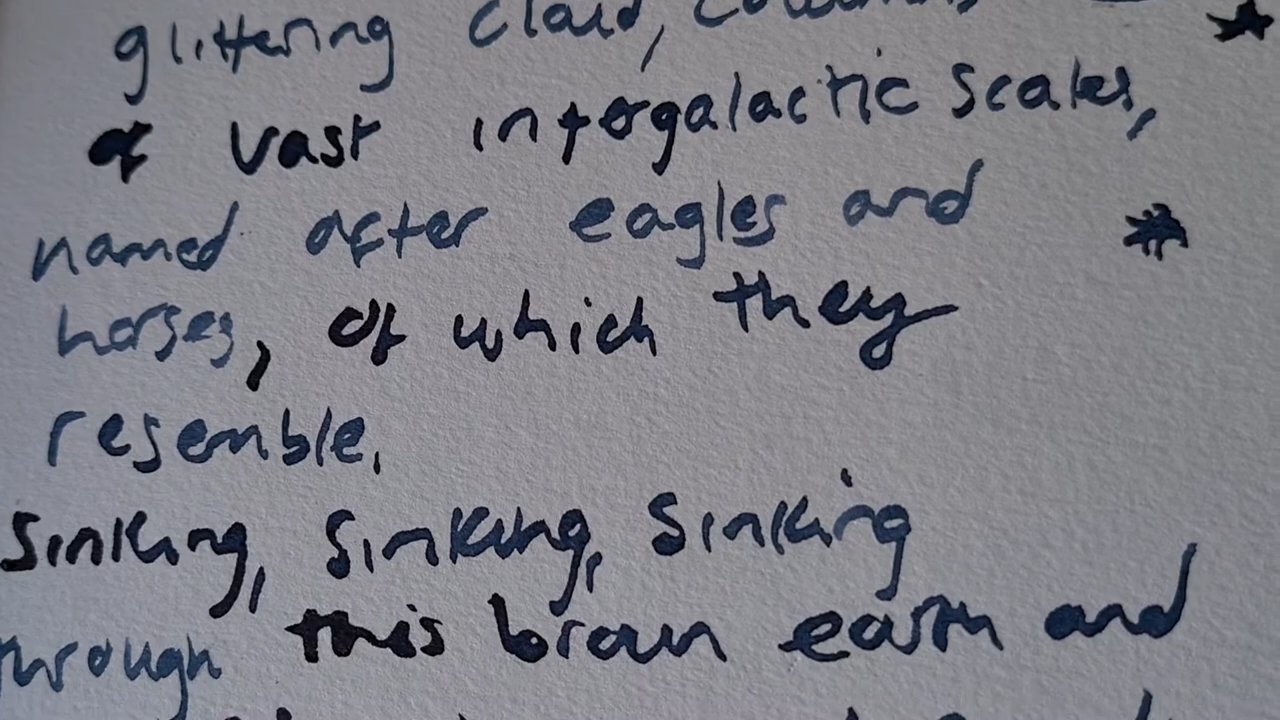 glittering cloud,
of vast intergalactic scales,
named after eagles and
horses, of which they
resemble.
Sinking, sinking, sinking
through this brown earth and